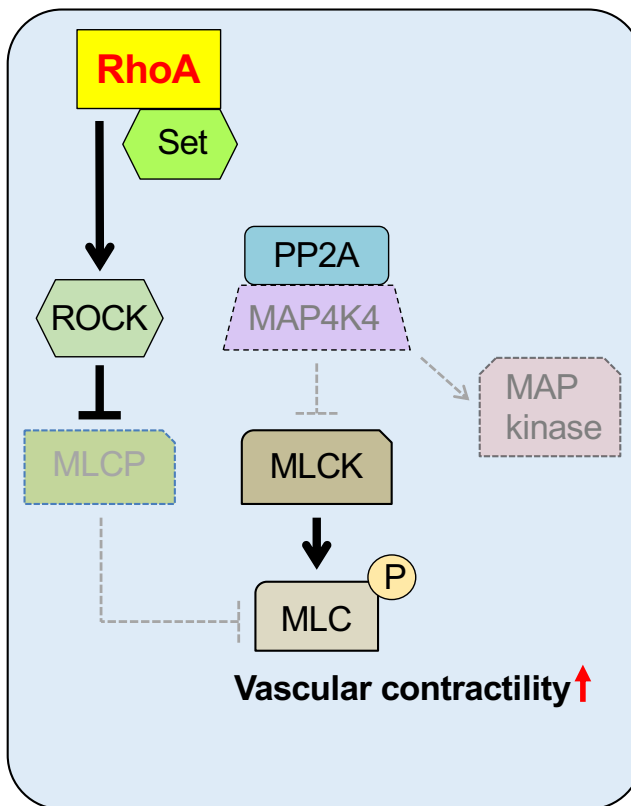 RhoA
Set
PP2A
ROCK
MAP4K4
MAP
kinase
MLCP
MLCK
P
MLC
Vascular contractility